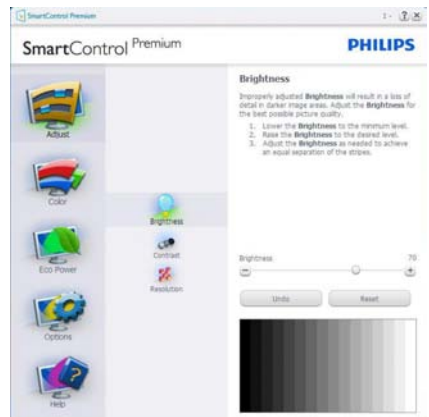 SmartControl Premium
SmartControl Premium
PHILIPS
Adjust
Color
Eco Power
Options
Help
Brightness
Contrast
Resolution
Brightness
Improperly adjusted Brightness will result in a loss of
detail in darker image areas. Adjust the Brightness for
the best possible picture quality.
1. Lower the Brightness to the minimum level.
2. Raise the Brightness to the desired level.
3. Adjust the Brightness as needed to achieve
an equal separation of the stripes.
Brightness 70
Undo Reset